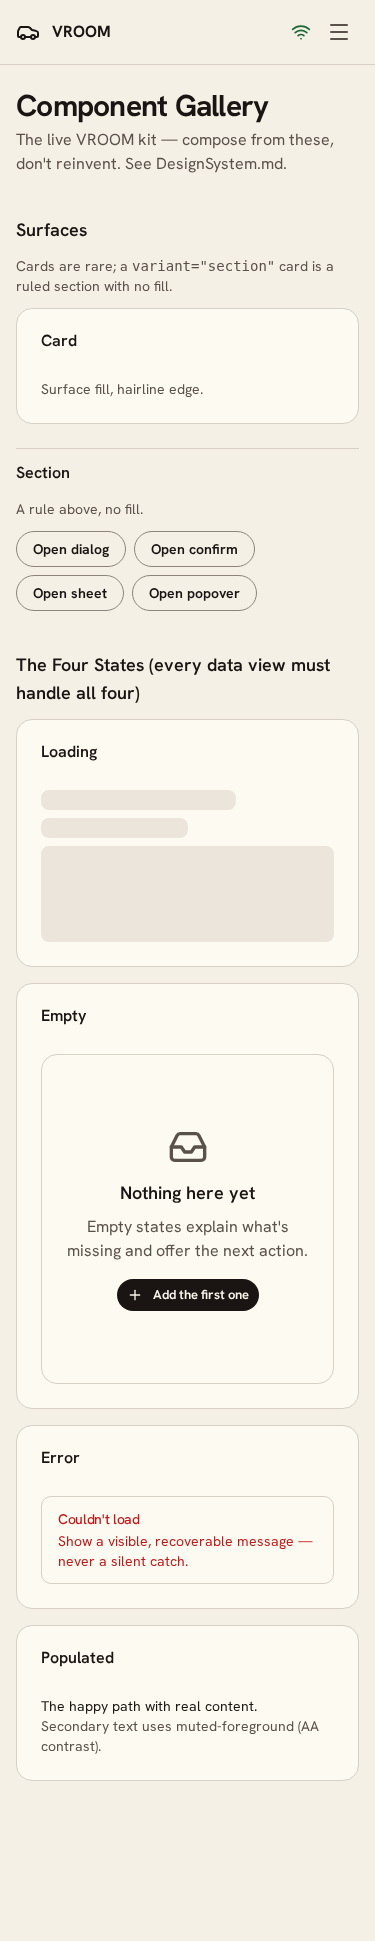 VROOM
Component Gallery
The live VROOM kit — compose from these,
don't reinvent. See DesignSystem.md.
Surfaces
Cards are rare; a variant="section" card is a
ruled section with no fill.
Card
Surface fill, hairline edge.
Section
A rule above, no fill.
Open dialog
Open confirm
Open sheet
Open popover
The Four States (every data view must
handle all four)
Loading
Empty
Nothing here yet
Empty states explain what's
missing and offer the next action.
Add the first one
Error
Couldn't load
Show a visible, recoverable message —
never a silent catch.
Populated
The happy path with real content.
Secondary text uses muted-foreground (AA
contrast).